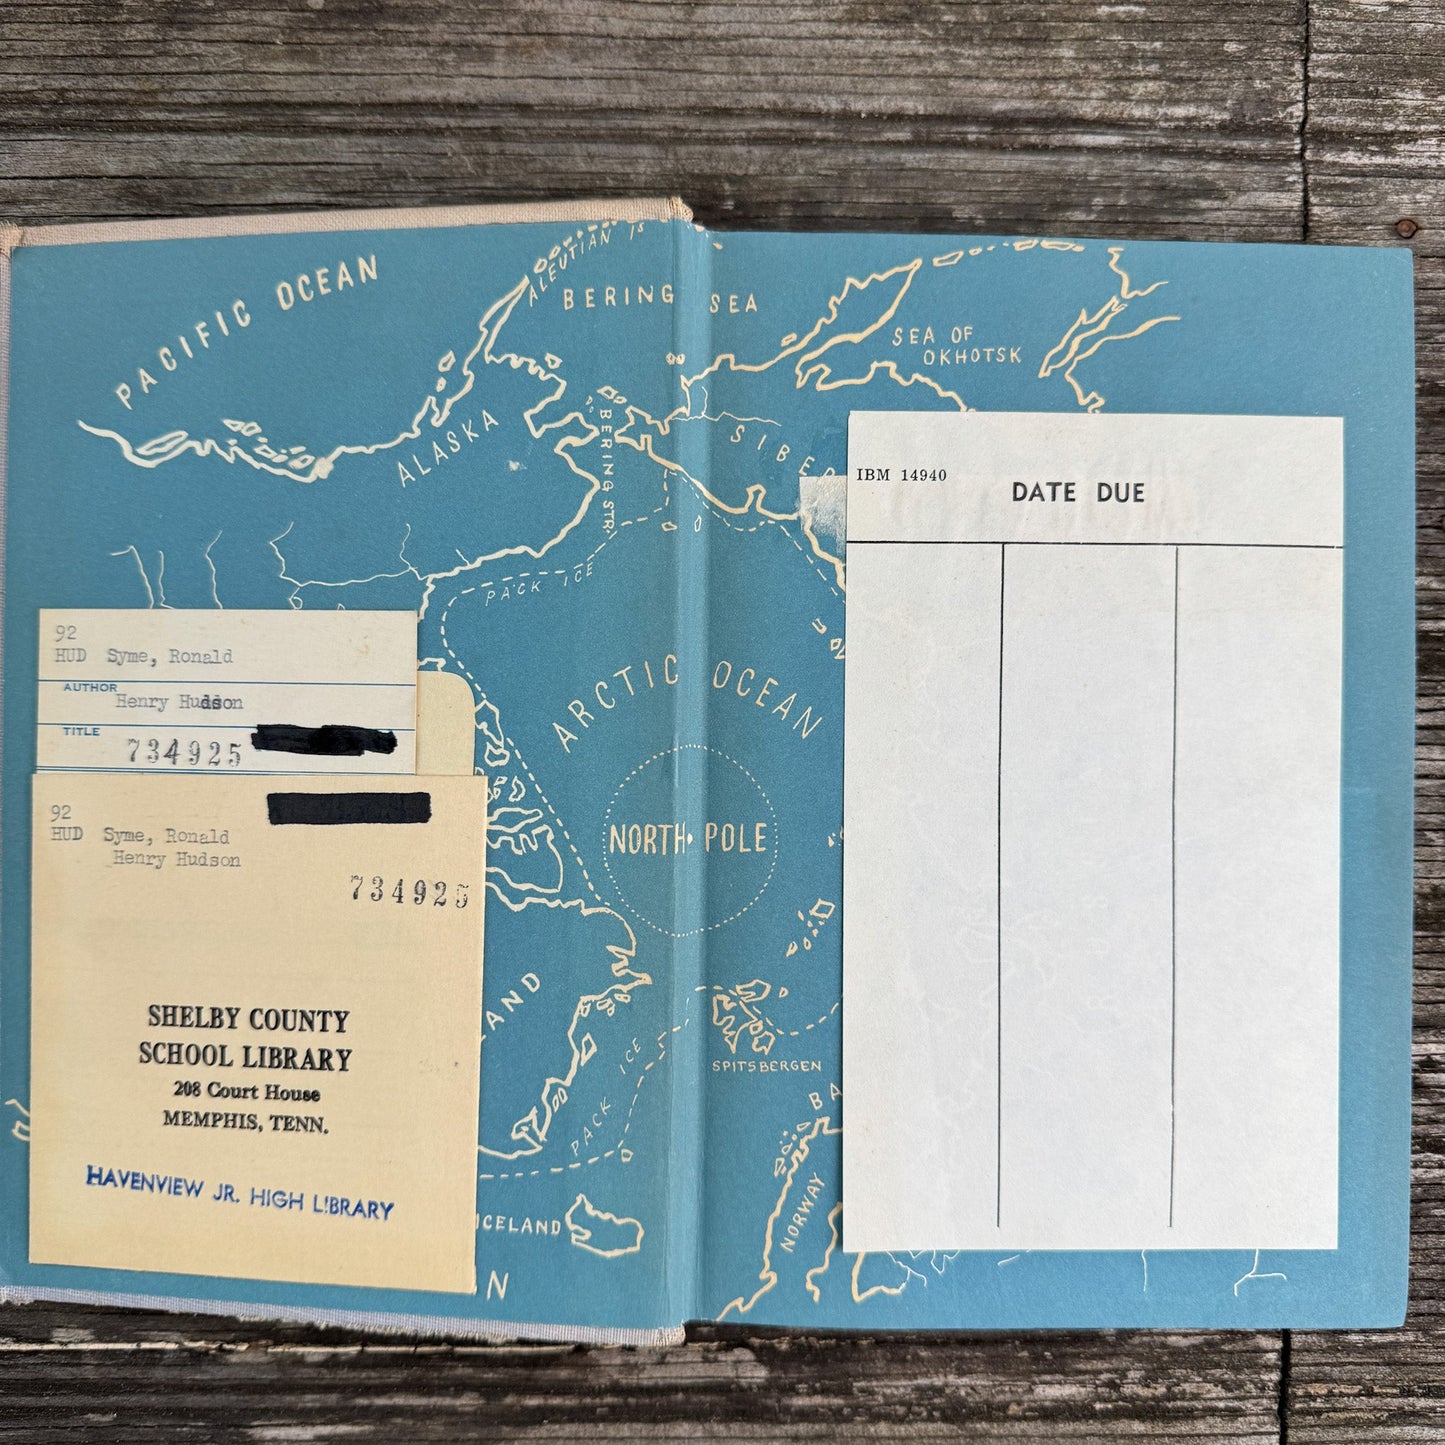 PACIFIC OCEAN
ALEUTIAN IS
BERING SEA
SEA OF
OKHOTSK
ALASKA
BERING STR.
SIBER
PACK ICE
IBM 14940
DATE DUE
92
HUD Syme, Ronald
AUTHOR
Henry Hudson
TITLE
734925
ARCTIC OCEAN
NORTH POLE
92
HUD Syme, Ronald
Henry Hudson
734925
SHELBY COUNTY
SCHOOL LIBRARY
208 Court House
MEMPHIS, TENN.
HAVENVIEW JR. HIGH LIBRARY
AND
PACK ICE
SPITSBERGEN
BA
NORWAY
ICELAND
N